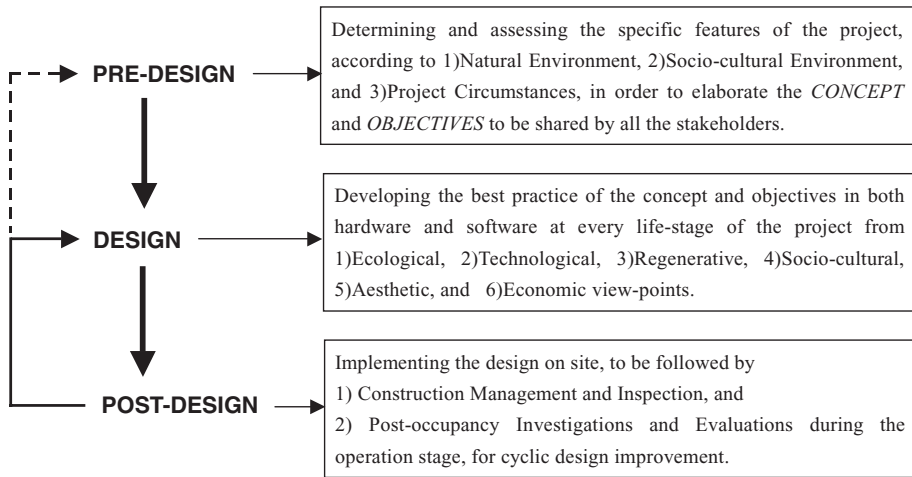 PRE-DESIGN
Determining and assessing the specific features of the project,
according to 1)Natural Environment, 2)Socio-cultural Environment,
and 3)Project Circumstances, in order to elaborate the CONCEPT
and OBJECTIVES to be shared by all the stakeholders.
DESIGN
Developing the best practice of the concept and objectives in both
hardware and software at every life-stage of the project from
1)Ecological, 2)Technological, 3)Regenerative, 4)Socio-cultural,
5)Aesthetic, and 6)Economic view-points.
POST-DESIGN
Implementing the design on site, to be followed by
1) Construction Management and Inspection, and
2) Post-occupancy Investigations and Evaluations during the
operation stage, for cyclic design improvement.